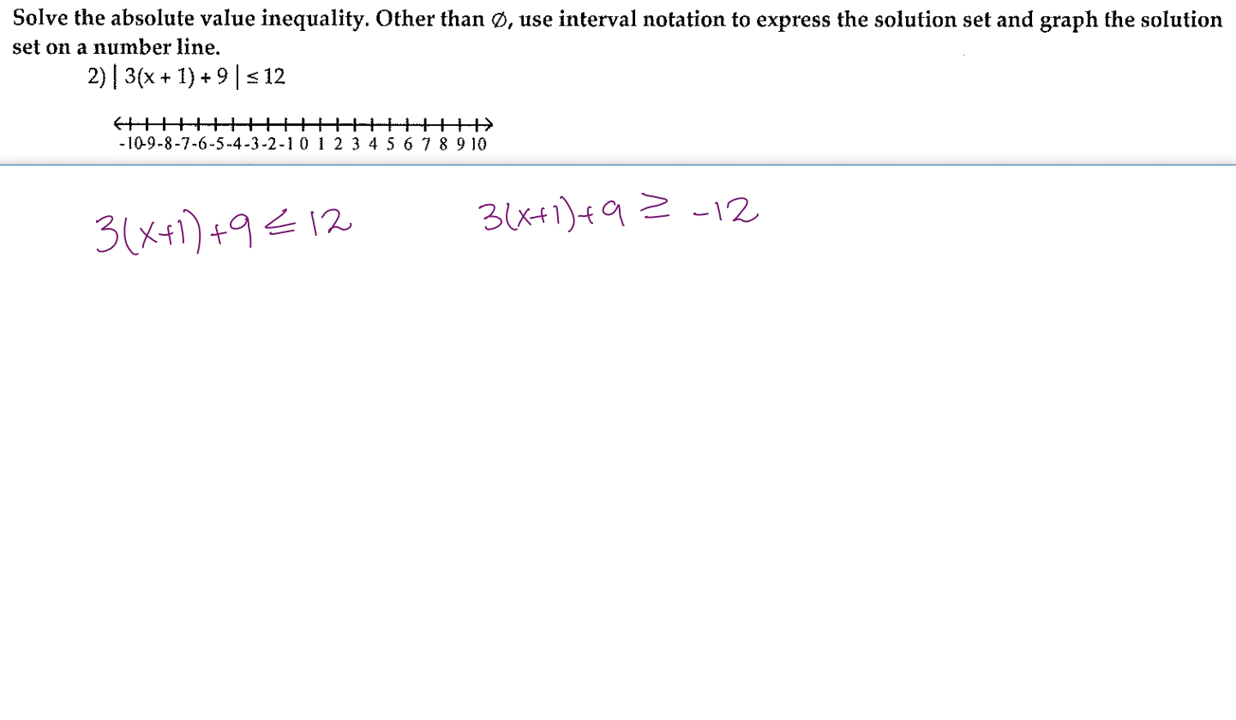 Solve the absolute value inequality. Other than ∅, use interval notation to express the solution set and graph the solution
set on a number line.
2) | 3(x + 1) + 9 | ≤ 12
-10-9-8-7-6-5-4-3-2-1 0 1 2 3 4 5 6 7 8 9 10
3(x+1)+9 ≤ 12 3(x+1)+9 ≥ -12